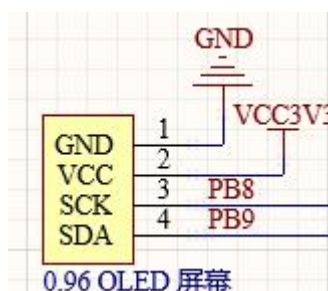 GND
VCC3V3
GND 1
VCC 2
SCK 3 PB8
SDA 4 PB9
0.96 OLED 屏幕